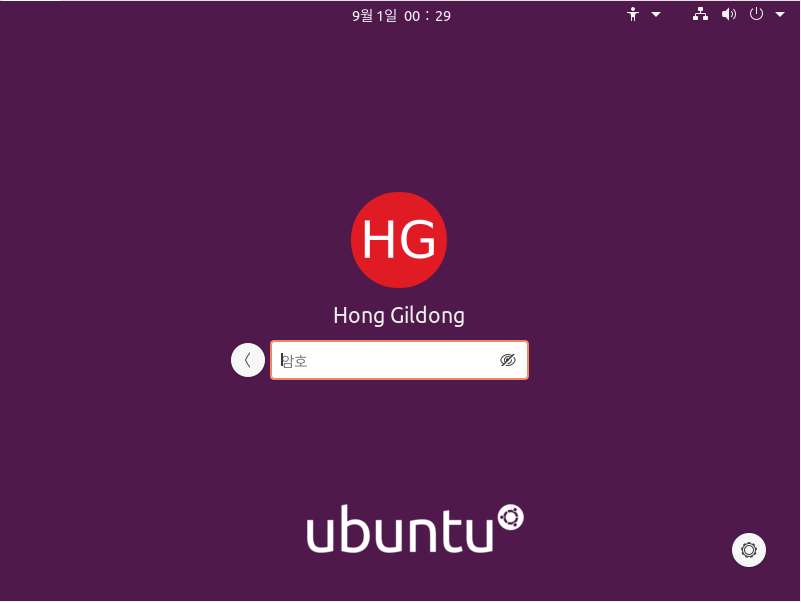 9월 1일 00：29
HG
Hong Gildong
암호
ubuntu